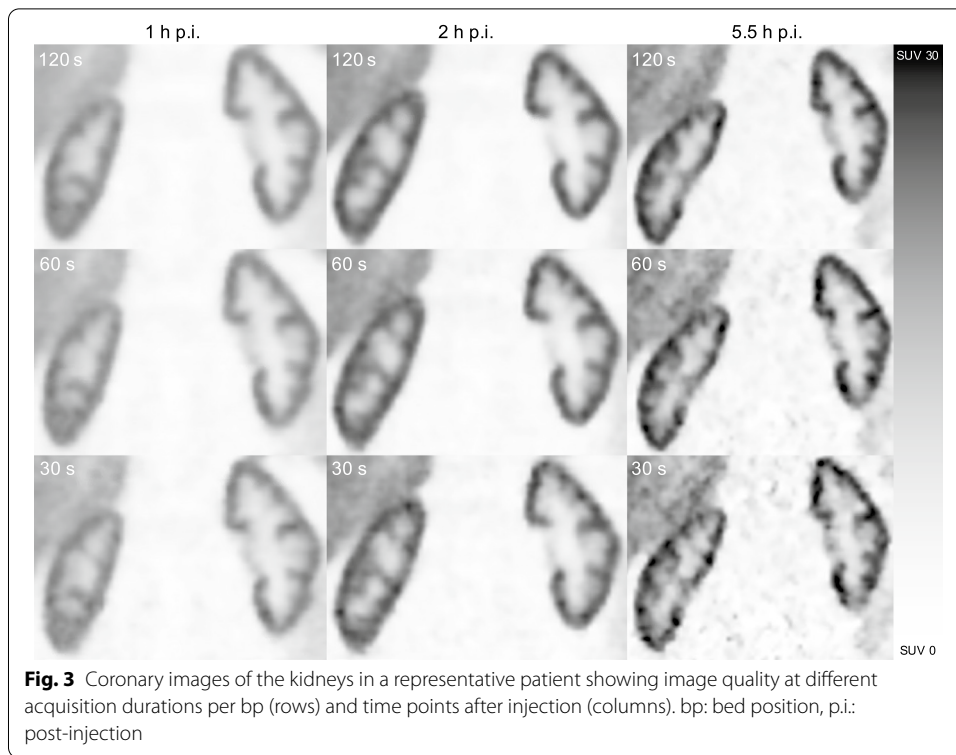 1 h p.i. 2 h p.i. 5.5 h p.i.
120 s 120 s 120 s SUV 30
60 s 60 s 60 s
30 s 30 s 30 s
SUV 0
Fig. 3 Coronary images of the kidneys in a representative patient showing image quality at different
acquisition durations per bp (rows) and time points after injection (columns). bp: bed position, p.i.:
post-injection